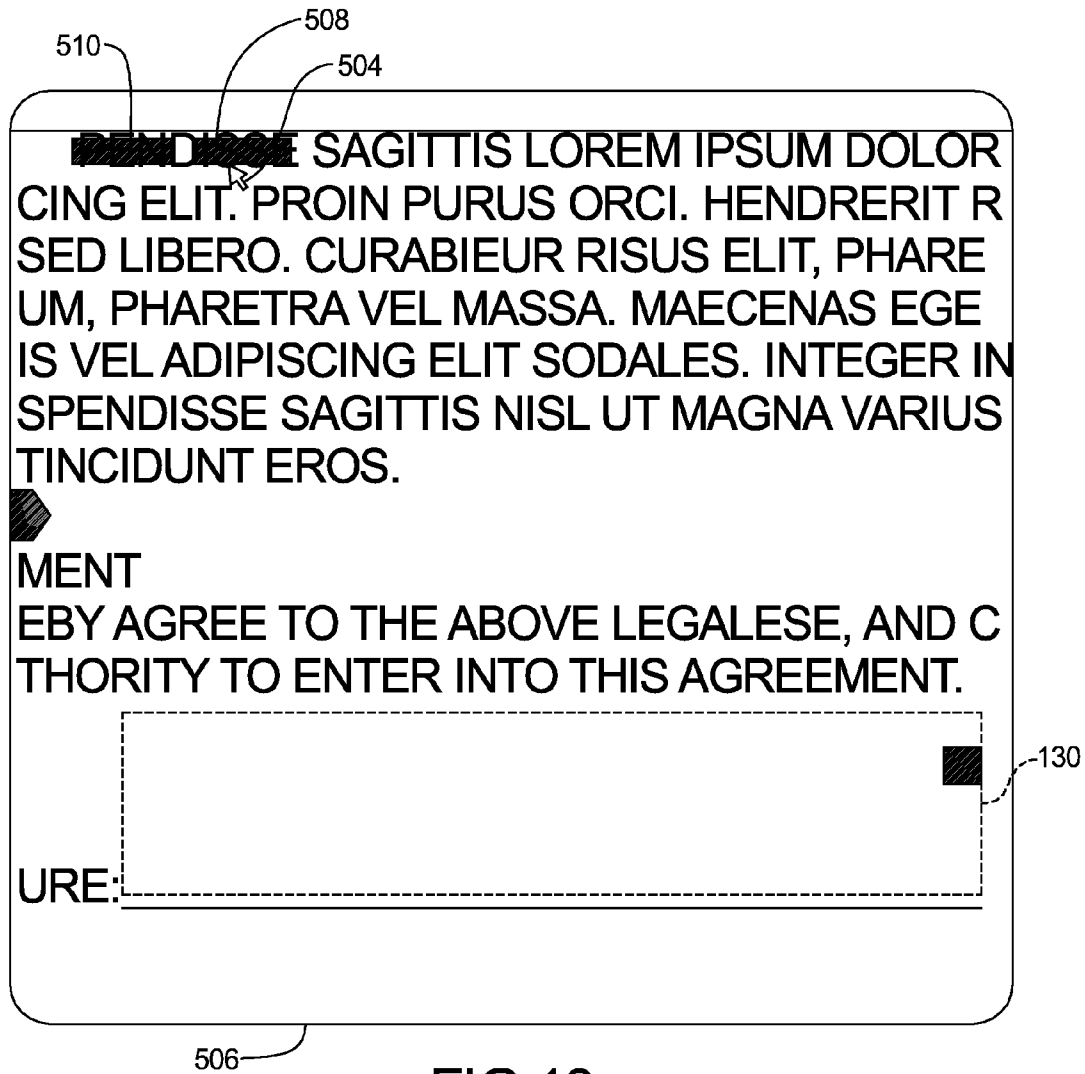 508
510
504
SAGITTIS LOREM IPSUM DOLOR
CING ELIT. PROIN PURUS ORCI. HENDRERIT R
SED LIBERO. CURABIEUR RISUS ELIT, PHARE
UM, PHARETRA VEL MASSA. MAECENAS EGE
IS VEL ADIPISCING ELIT SODALES. INTEGER IN
SPENDISSE SAGITTIS NISL UT MAGNA VARIUS
TINCIDUNT EROS.
MENT
EBY AGREE TO THE ABOVE LEGALESE, AND C
THORITY TO ENTER INTO THIS AGREEMENT.
130
URE:
506